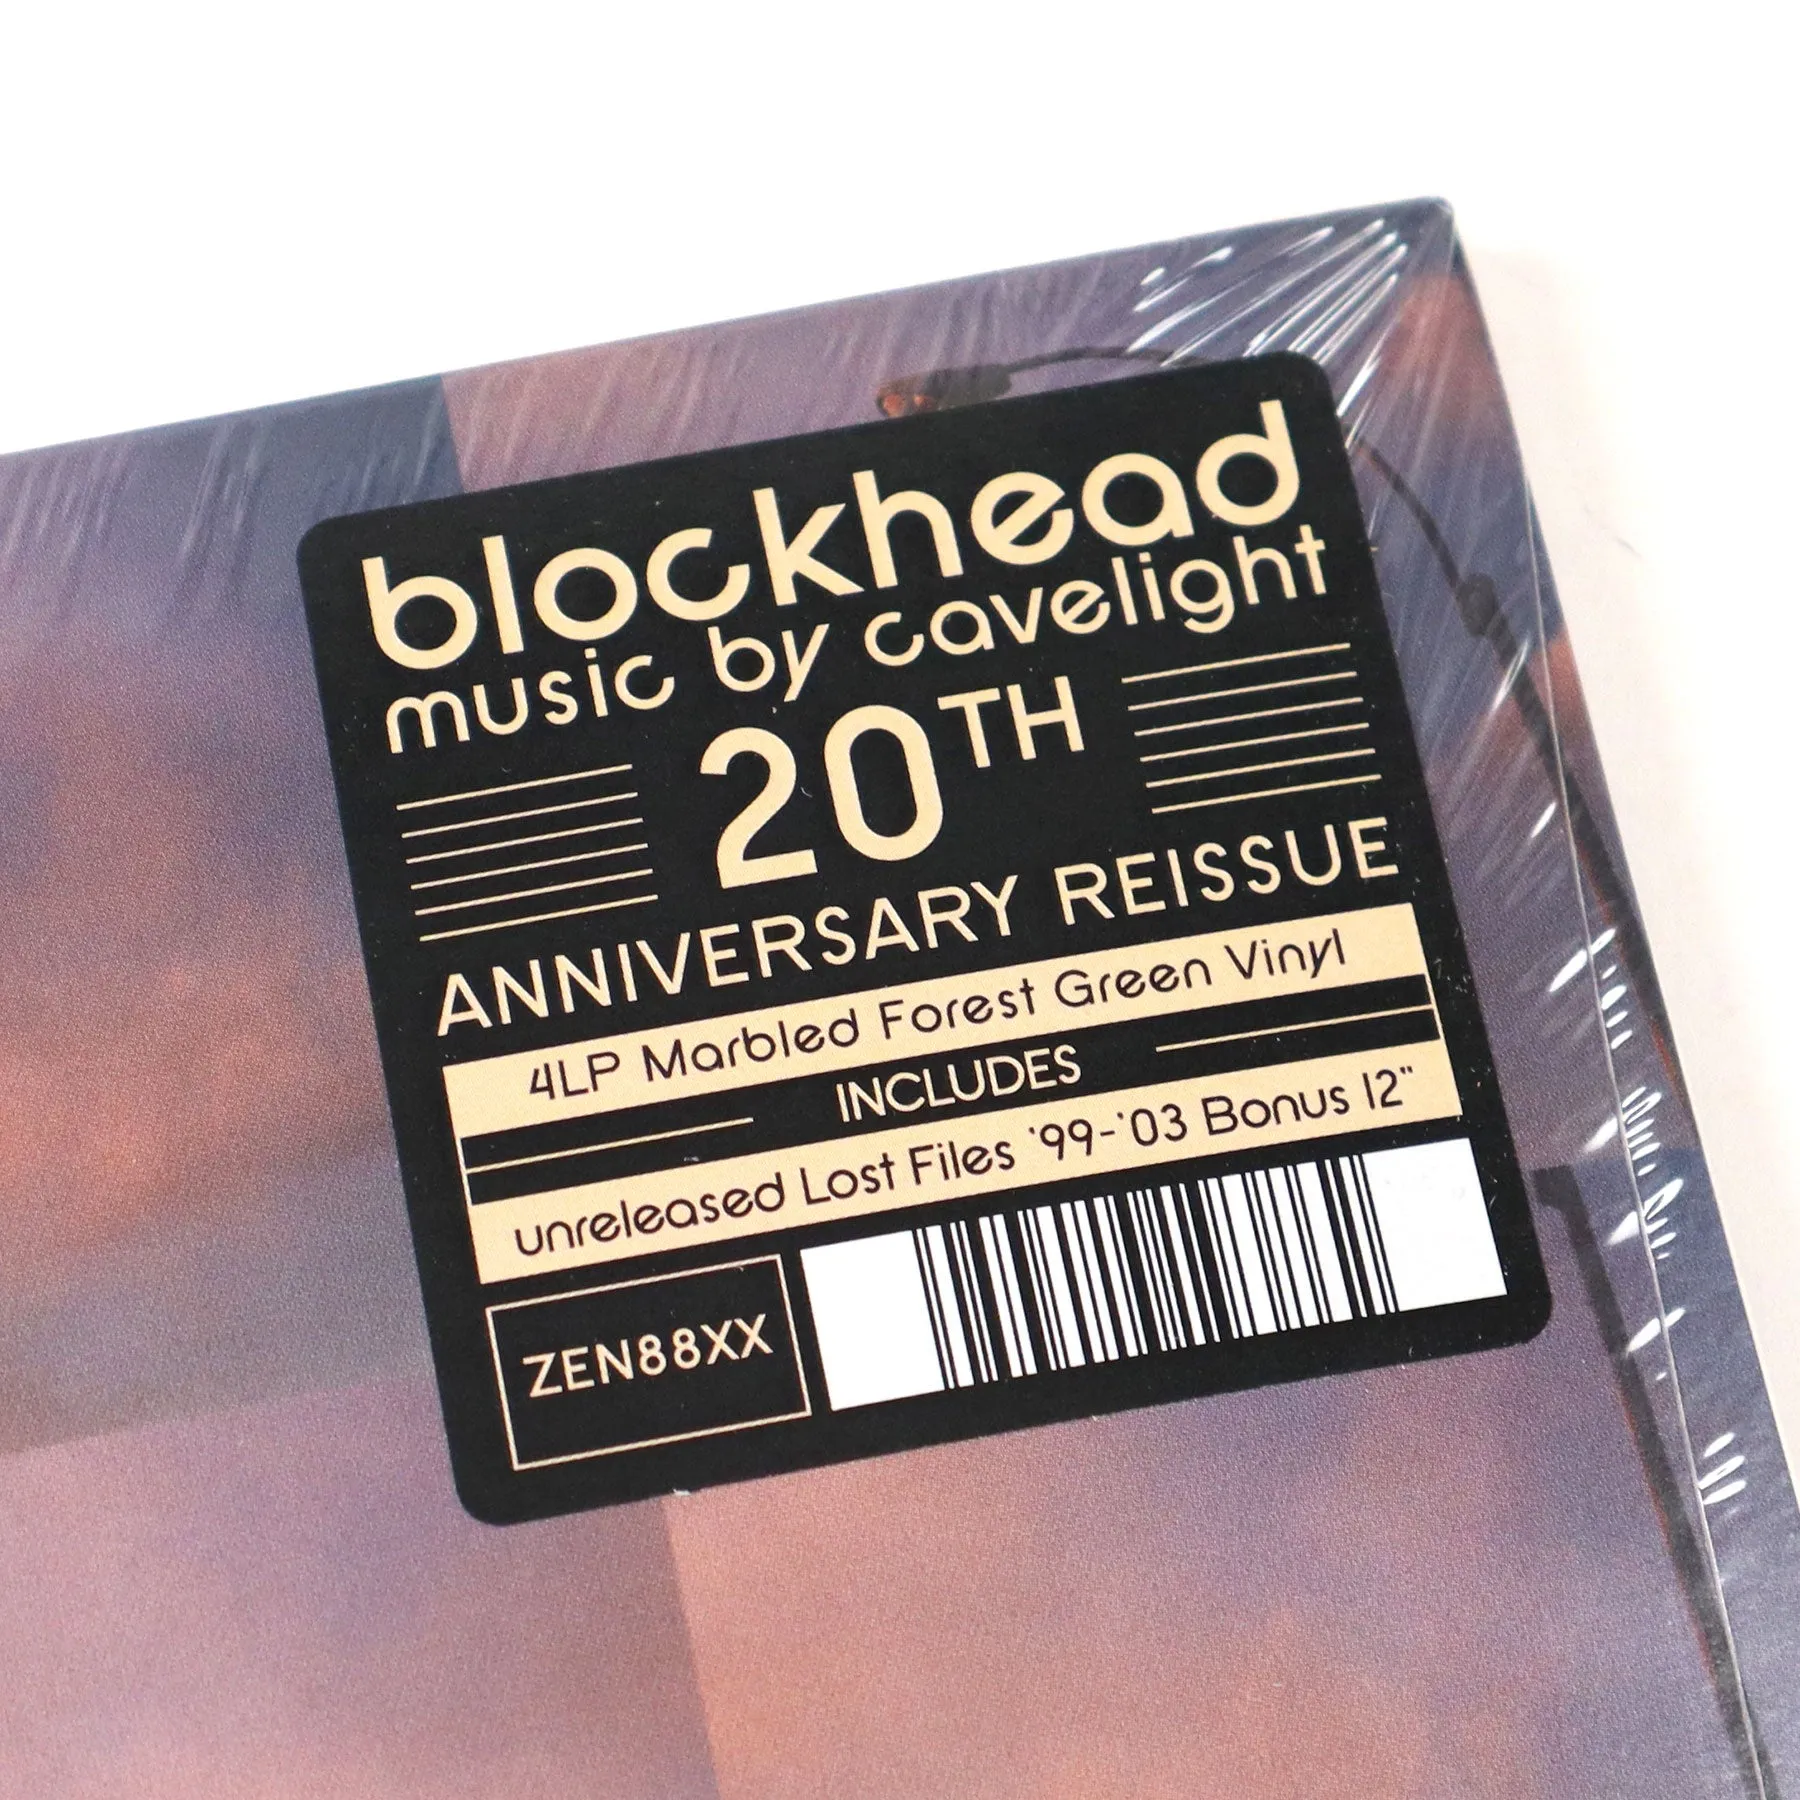 blockhead
music by cavelight
20TH
ANNIVERSARY REISSUE
4LP Marbled Forest Green Vinyl
INCLUDES
unreleased Lost Files '99-'03 Bonus 12"
ZEN88XX